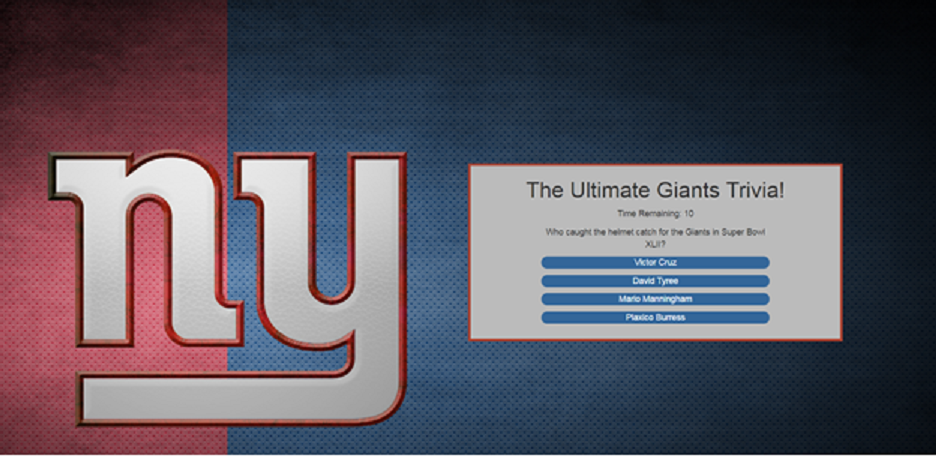 ny
The Ultimate Giants Trivia!
Time Remaining: 10
Who caught the helmet catch for the Giants in Super Bowl
XLII?
Victor Cruz
David Tyree
Mario Manningham
Plaxico Burress